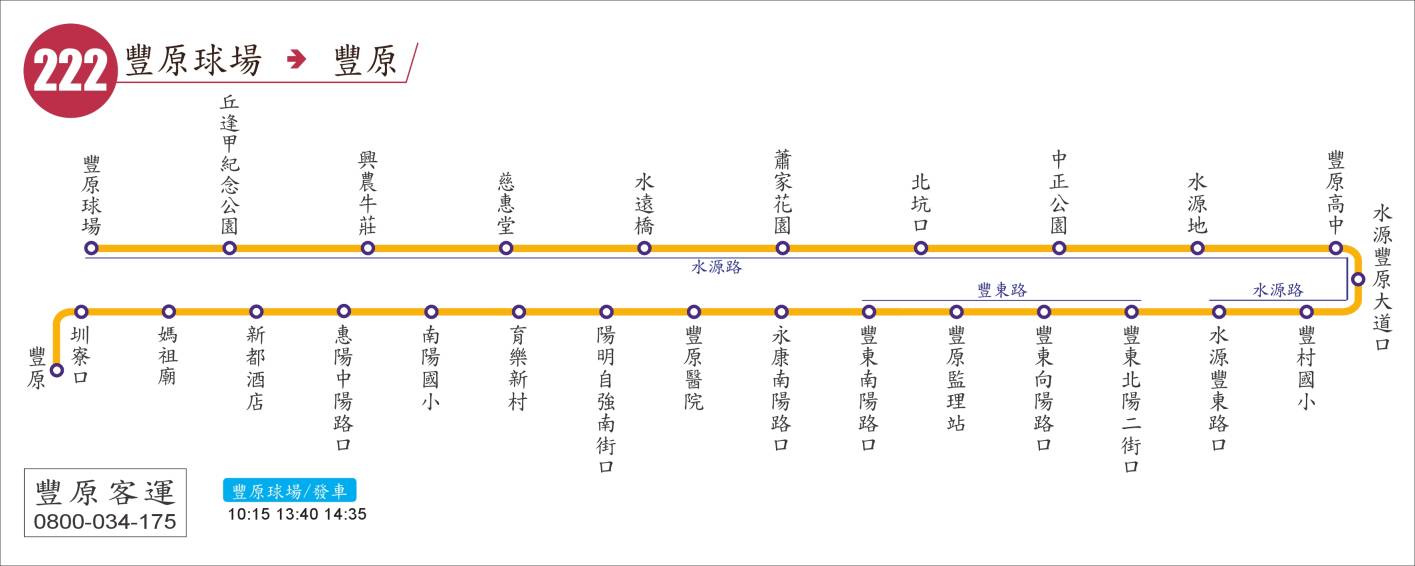 222 豐原球場 → 豐原
豐原球場
丘逢甲紀念公園
興農牛莊
慈惠堂
水遠橋
蕭家花園
北坑口
中正公園
水源地
豐原高中
水源豐原大道口
水源路
豐東路
水源路
豐村國小
水源豐東路口
豐東北陽二街口
豐東向陽路口
豐原監理站
豐東南陽路口
永康南陽路口
豐原醫院
陽明自強南街口
育樂新村
南陽國小
惠陽中陽路口
新都酒店
媽祖廟
圳寮口
豐原
豐原客運
0800-034-175
豐原球場/發車
10:15 13:40 14:35